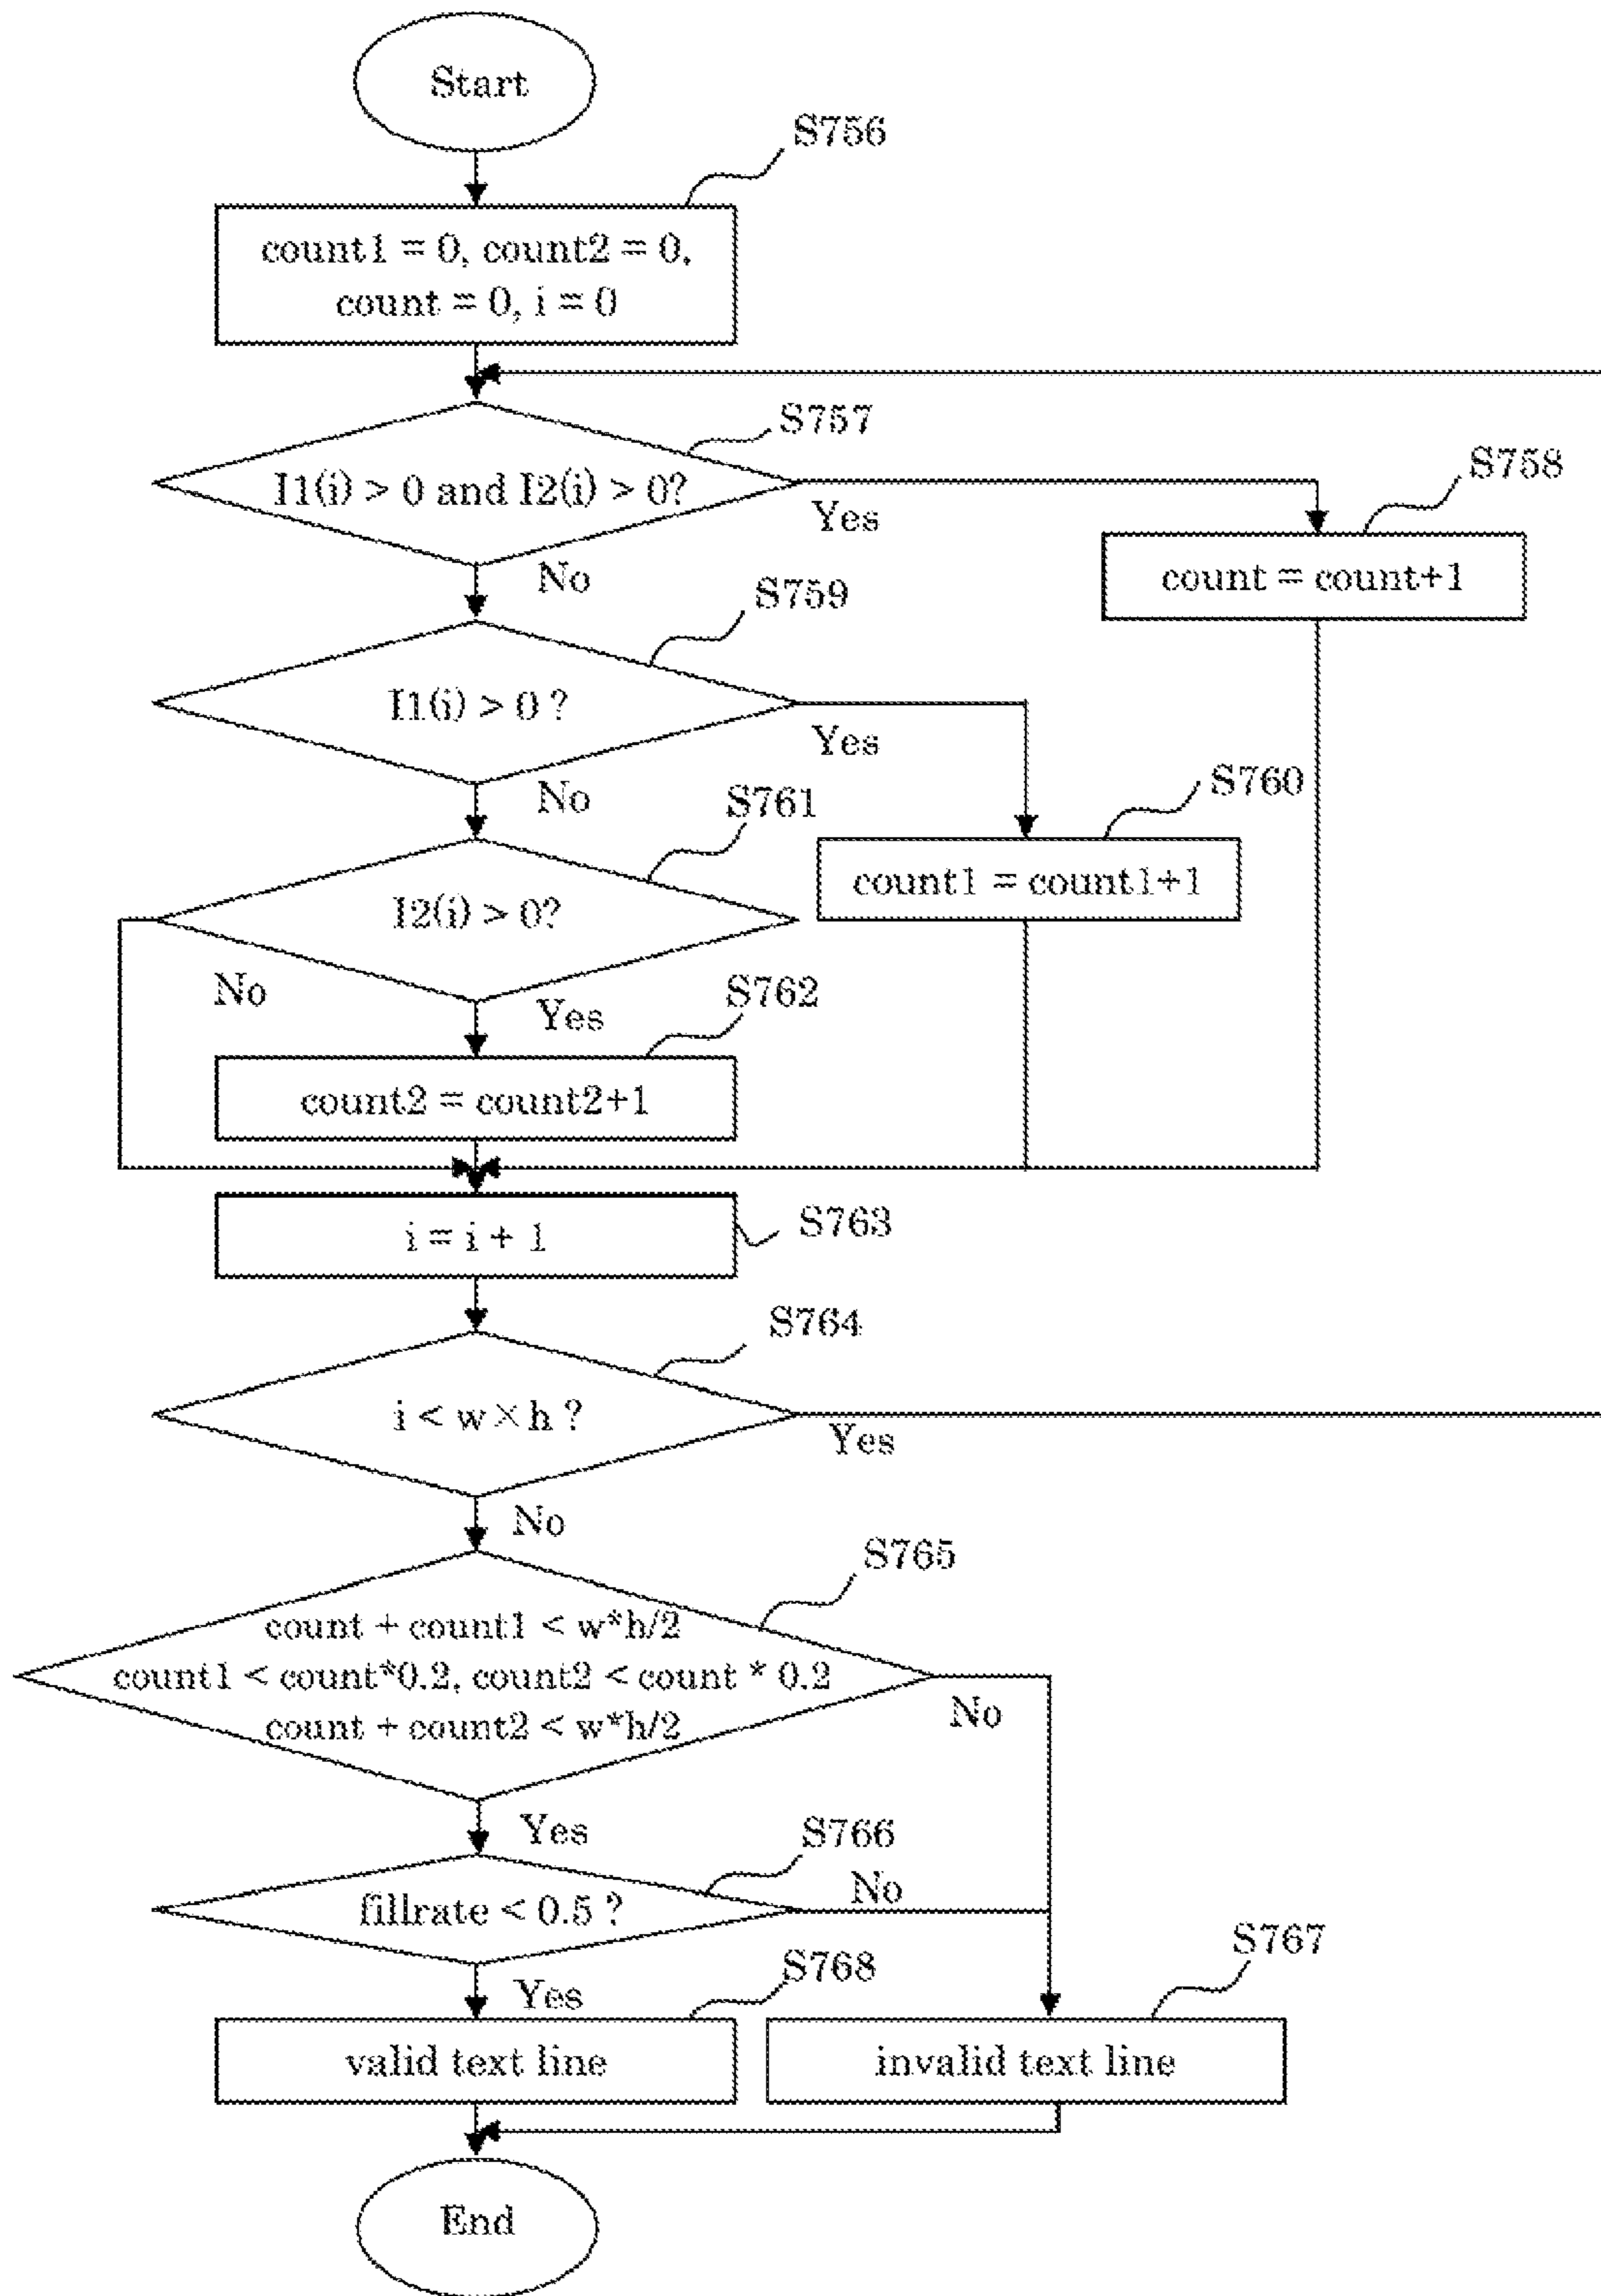 Start
S756
count1 = 0, count2 = 0,
count = 0, i = 0
S757
I1(i) > 0 and I2(i) > 0?
Yes
S758
count = count+1
No
S759
I1(i) > 0 ?
Yes
No
S760
count1 = count1+1
S761
I2(i) > 0?
No
Yes
S762
count2 = count2+1
i = i + 1
S763
S764
i < w×h ?
Yes
No
S765
count + count1 < w*h/2
count1 < count*0.2, count2 < count * 0.2
count + count2 < w*h/2
No
Yes
S766
fillrate < 0.5 ?
No
Yes
S768
S767
valid text line
invalid text line
End